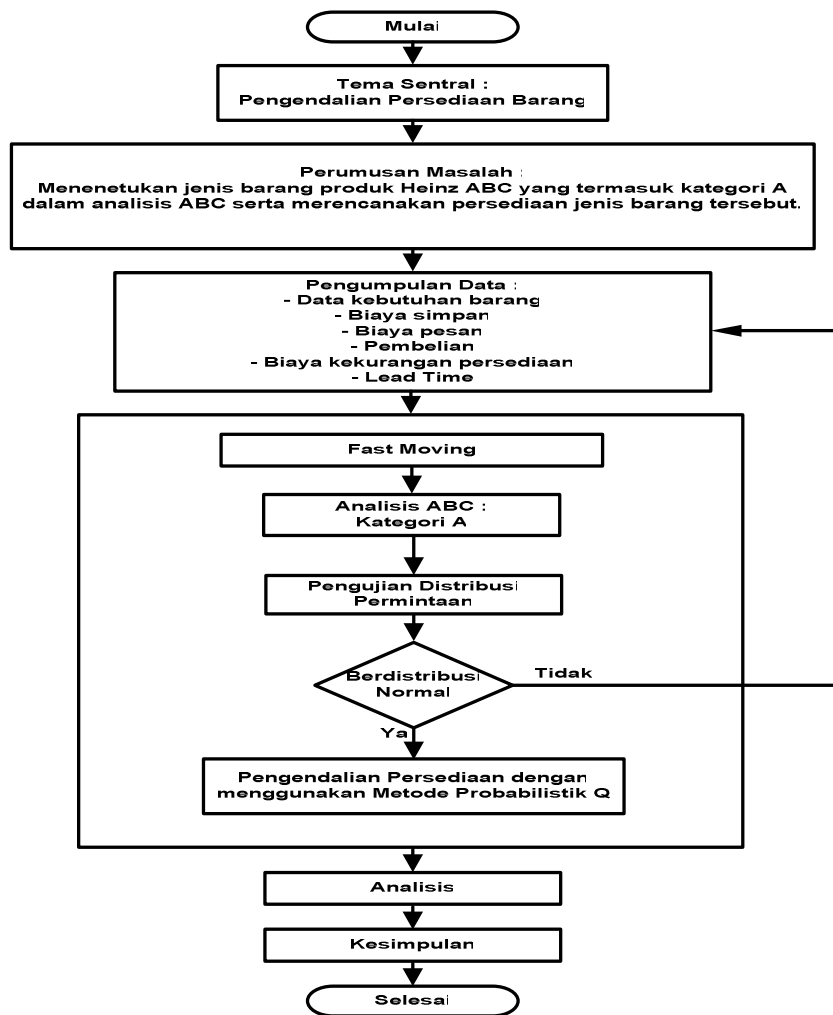 Mulai
Tema Sentral :
Pengendalian Persediaan Barang
Perumusan Masalah :
Menenetukan jenis barang produk Heinz ABC yang termasuk kategori A
dalam analisis ABC serta merencanakan persediaan jenis barang tersebut.
Pengumpulan Data :
- Data kebutuhan barang
- Biaya simpan
- Biaya pesan
- Pembelian
- Biaya kekurangan persediaan
- Lead Time
Fast Moving
Analisis ABC :
Kategori A
Pengujian Distribusi
Permintaan
Berdistribusi
Normal
Tidak
Ya
Pengendalian Persediaan dengan
menggunakan Metode Probabilistik Q
Analisis
Kesimpulan
Selesai